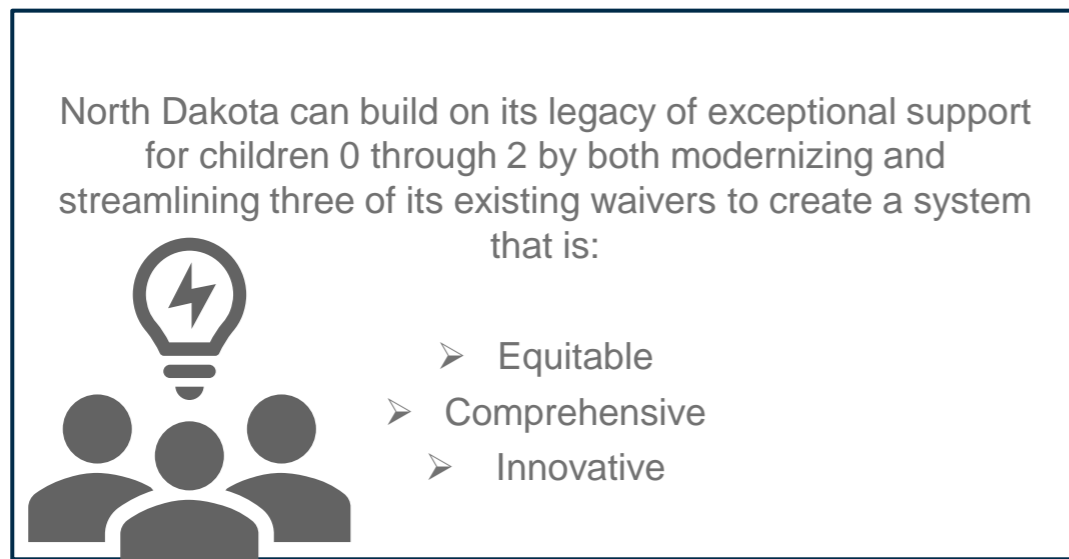 North Dakota can build on its legacy of exceptional support
for children 0 through 2 by both modernizing and
streamlining three of its existing waivers to create a system
that is:
➢ Equitable
➢ Comprehensive
➢ Innovative